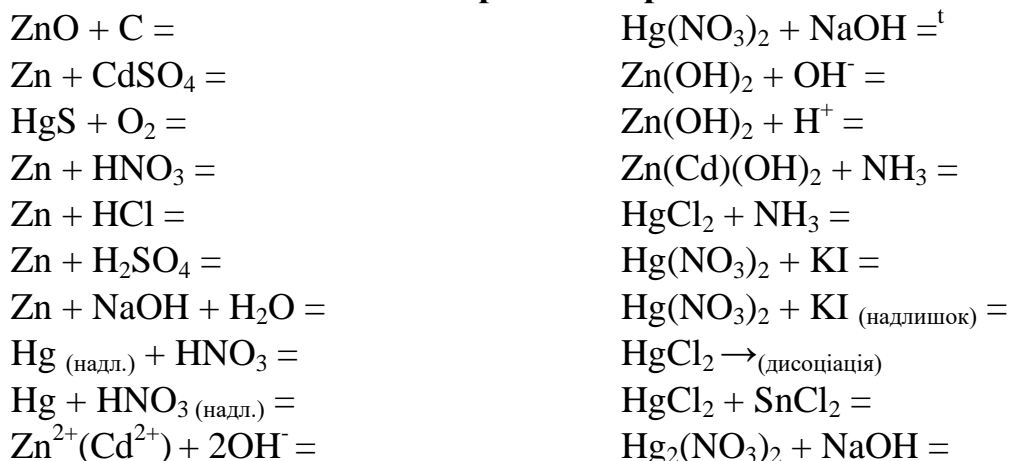 ZnO + C =
Zn + CdSO₄ =
HgS + O₂ =
Zn + HNO₃ =
Zn + HCl =
Zn + H₂SO₄ =
Zn + NaOH + H₂O =
Hg (надл.) + HNO₃ =
Hg + HNO₃ (надл.) =
Zn²⁺(Cd²⁺) + 2OH⁻ =
Hg(NO₃)₂ + NaOH =ᵗ
Zn(OH)₂ + OH⁻ =
Zn(OH)₂ + H⁺ =
Zn(Cd)(OH)₂ + NH₃ =
HgCl₂ + NH₃ =
Hg(NO₃)₂ + KI =
Hg(NO₃)₂ + KI (надлишок) =
HgCl₂ →(дисоціація)
HgCl₂ + SnCl₂ =
Hg₂(NO₃)₂ + NaOH =